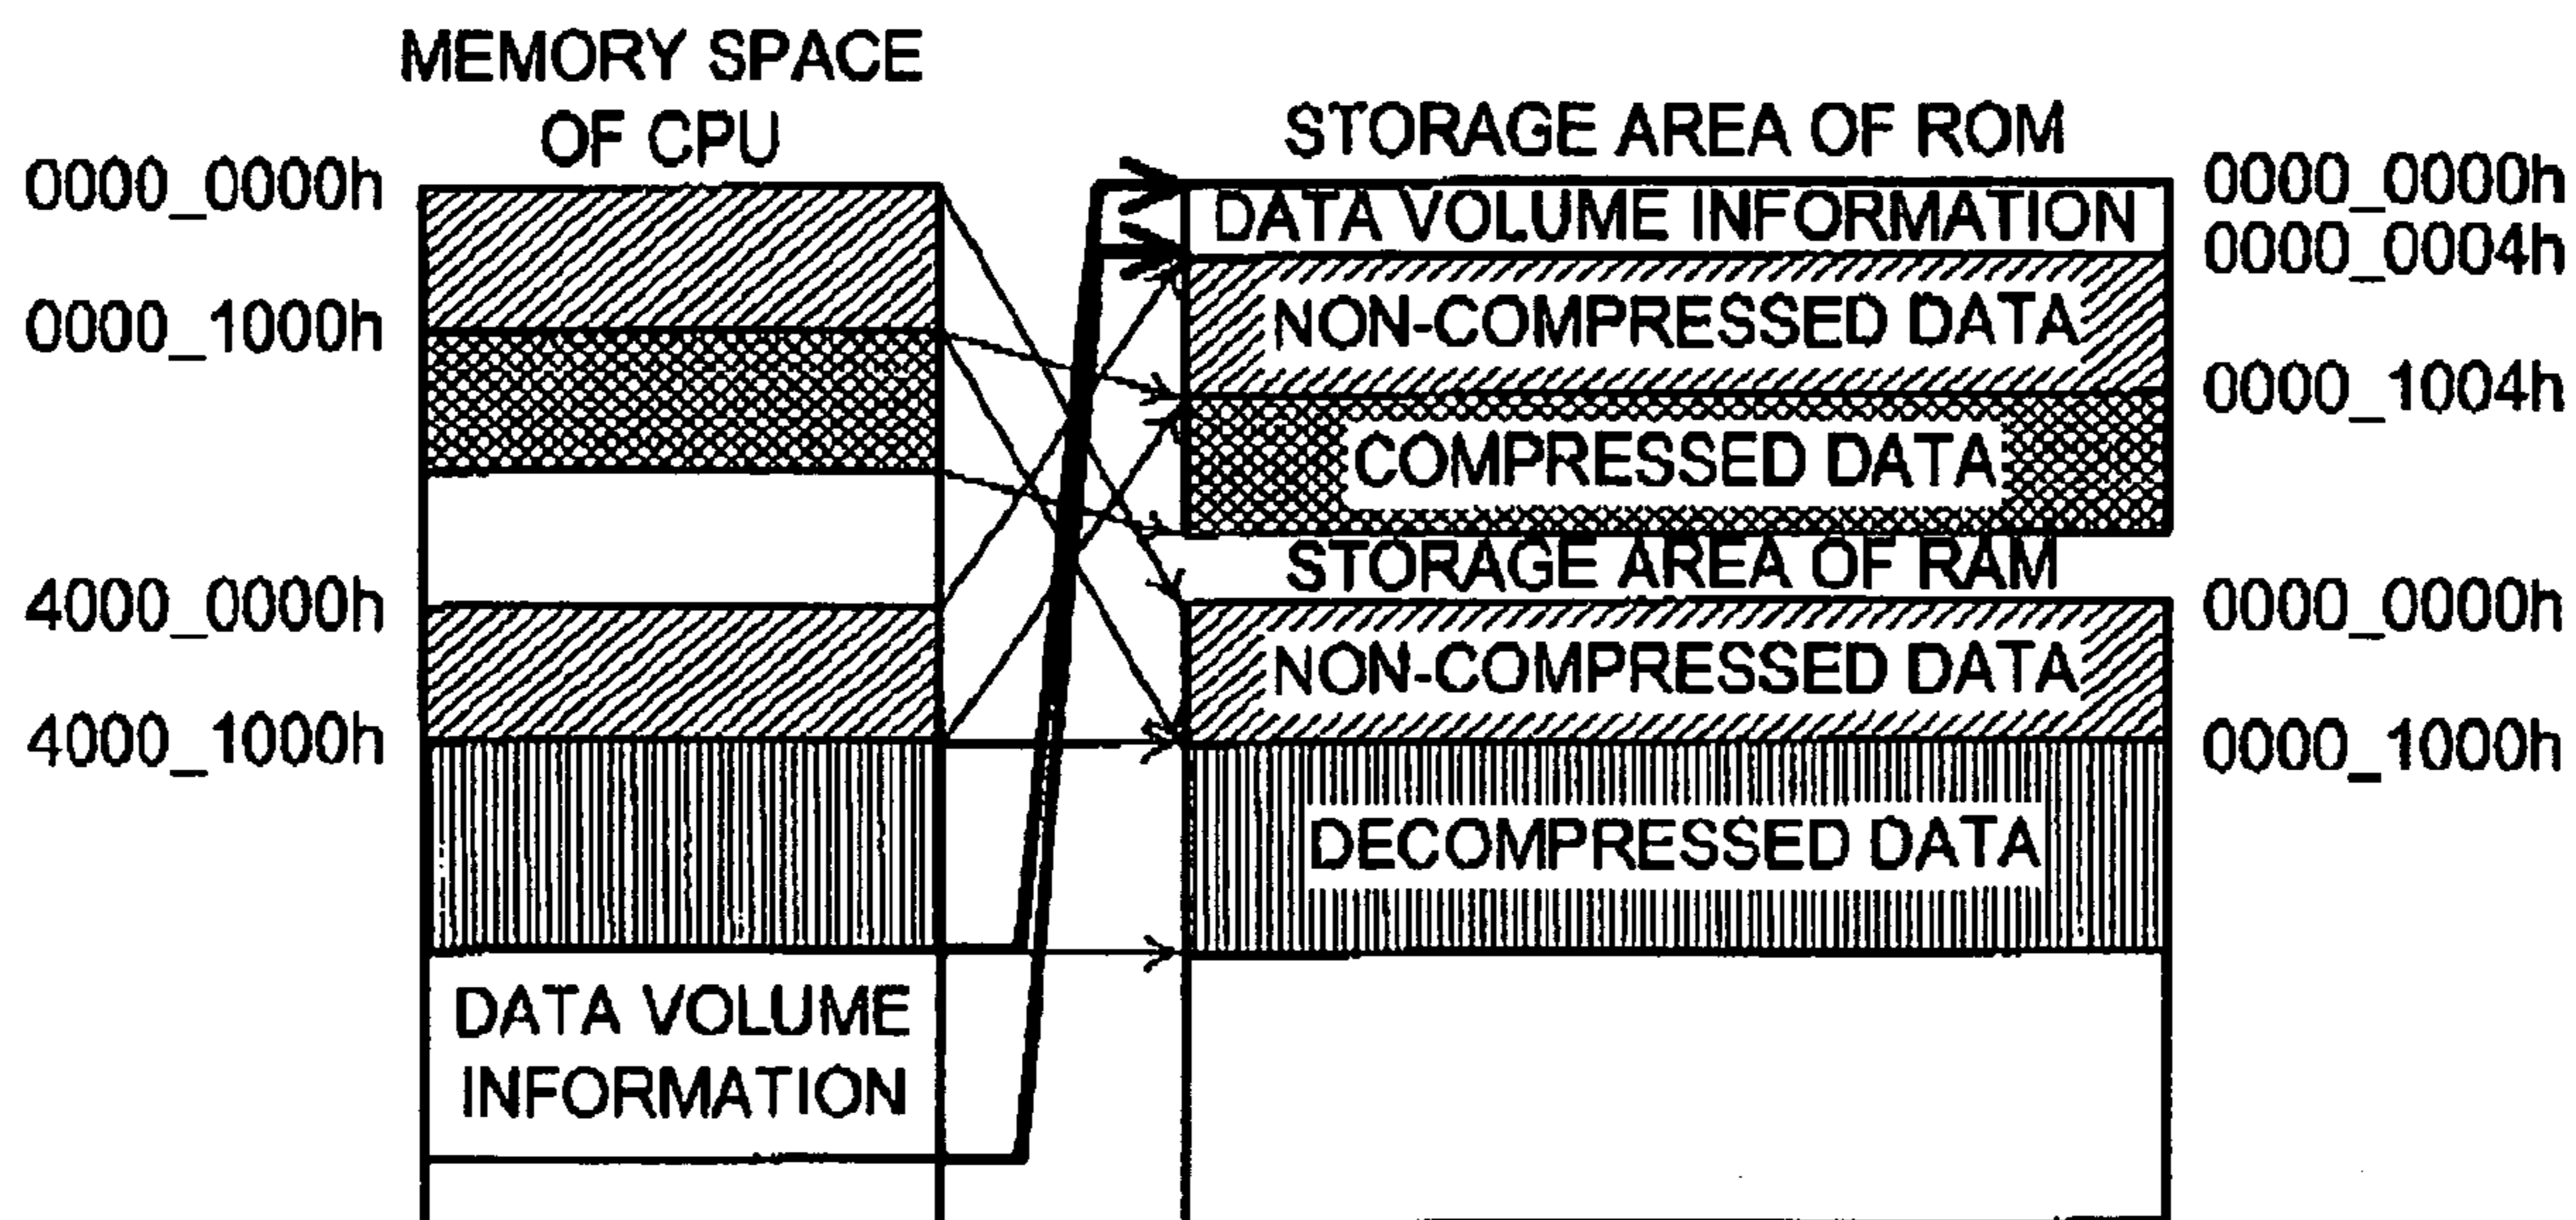 MEMORY SPACE
OF CPU
0000_0000h
0000_1000h
4000_0000h
4000_1000h
DATA VOLUME
INFORMATION
STORAGE AREA OF ROM
DATA VOLUME INFORMATION
NON-COMPRESSED DATA
COMPRESSED DATA
0000_0000h
0000_0004h
0000_1004h
STORAGE AREA OF RAM
NON-COMPRESSED DATA
DECOMPRESSED DATA
0000_0000h
0000_1000h